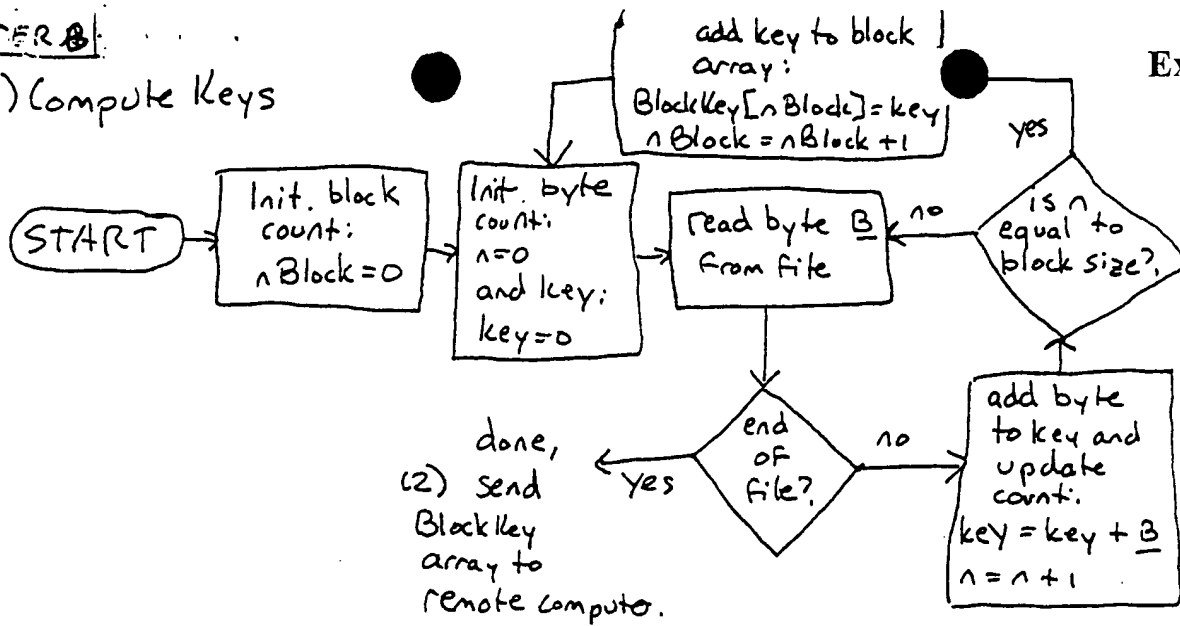 TER B
) Compute Keys
Ex
START
Init. block
count:
nBlock=0
Init. byte
count:
n=0
and key:
key=0
read byte B
from file
end
of
file?
no
add byte
to key and
update
count:
key = key + B
n = n + 1
is n
equal to
block size?
no
yes
add key to block
array:
BlockKey[nBlock]=key
nBlock = nBlock + 1
yes
done,
(2) send
BlockKey
array to
remote computer.